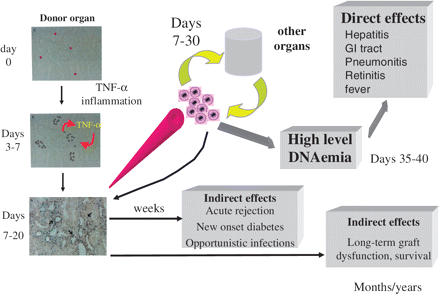 Donor organ
day
0
TNF-α
inflammation
Days
3-7
TNF-α
Days
7-20
Days
7-30
other
organs
High level
DNAemia
Days 35-40
Direct effects
Hepatitis
GI tract
Pneumonitis
Retinitis
fever
weeks
Indirect effects
Acute rejection
New onset diabetes
Opportunistic infections
Indirect effects
Long-term graft
dysfunction, survival
Months/years